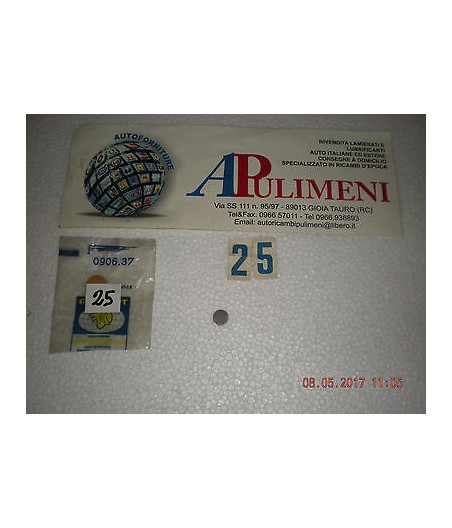 AUTOFORNITURE
APULIMENI
RIVENDITA LAMIERATI E
LUBRIFICANTI
AUTO ITALIANE ED ESTERE
CONSEGNE A DOMICILIO
SPECIALIZZATO IN RICAMBI D'EPOCA
Via SS 111 n. 95/97 - 89013 GIOIA TAURO (RC)
Tel&Fax. 0966 57011 - Tel 0966.938893
Email: autoricambipulimeni@libero.it
0906.37
25
25
08.05.2017 11:05